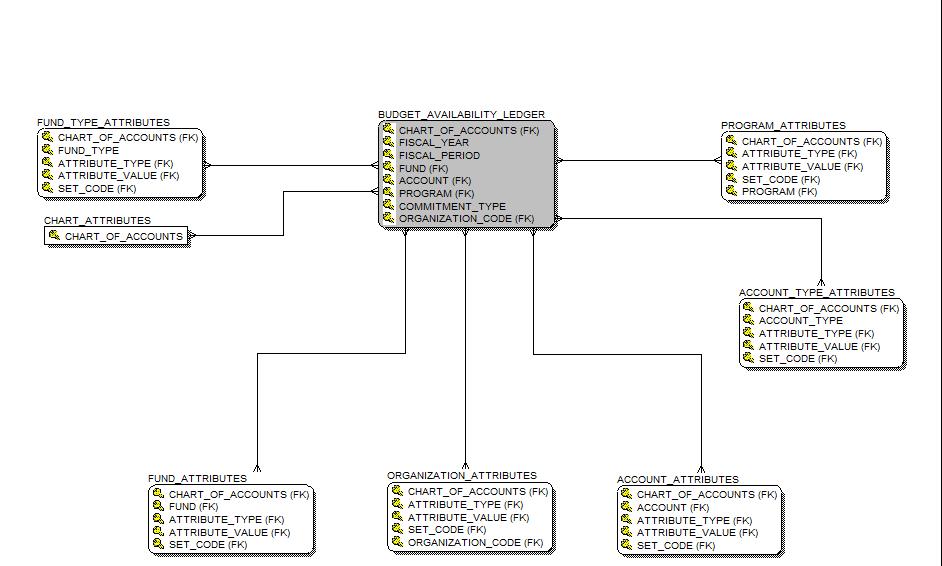 FUND_TYPE_ATTRIBUTES
CHART_OF_ACCOUNTS (FK)
FUND_TYPE
ATTRIBUTE_TYPE (FK)
ATTRIBUTE_VALUE (FK)
SET_CODE (FK)
CHART_ATTRIBUTES
CHART_OF_ACCOUNTS
BUDGET_AVAILABILITY_LEDGER
CHART_OF_ACCOUNTS (FK)
FISCAL_YEAR
FISCAL_PERIOD
FUND (FK)
ACCOUNT (FK)
PROGRAM (FK)
COMMITMENT_TYPE
ORGANIZATION_CODE (FK)
PROGRAM_ATTRIBUTES
CHART_OF_ACCOUNTS (FK)
ATTRIBUTE_TYPE (FK)
ATTRIBUTE_VALUE (FK)
SET_CODE (FK)
PROGRAM (FK)
ACCOUNT_TYPE_ATTRIBUTES
CHART_OF_ACCOUNTS (FK)
ACCOUNT_TYPE
ATTRIBUTE_TYPE (FK)
ATTRIBUTE_VALUE (FK)
SET_CODE (FK)
FUND_ATTRIBUTES
CHART_OF_ACCOUNTS (FK)
FUND (FK)
ATTRIBUTE_TYPE (FK)
ATTRIBUTE_VALUE (FK)
SET_CODE (FK)
ORGANIZATION_ATTRIBUTES
CHART_OF_ACCOUNTS (FK)
ATTRIBUTE_TYPE (FK)
ATTRIBUTE_VALUE (FK)
SET_CODE (FK)
ORGANIZATION_CODE (FK)
ACCOUNT_ATTRIBUTES
CHART_OF_ACCOUNTS (FK)
ACCOUNT (FK)
ATTRIBUTE_TYPE (FK)
ATTRIBUTE_VALUE (FK)
SET_CODE (FK)